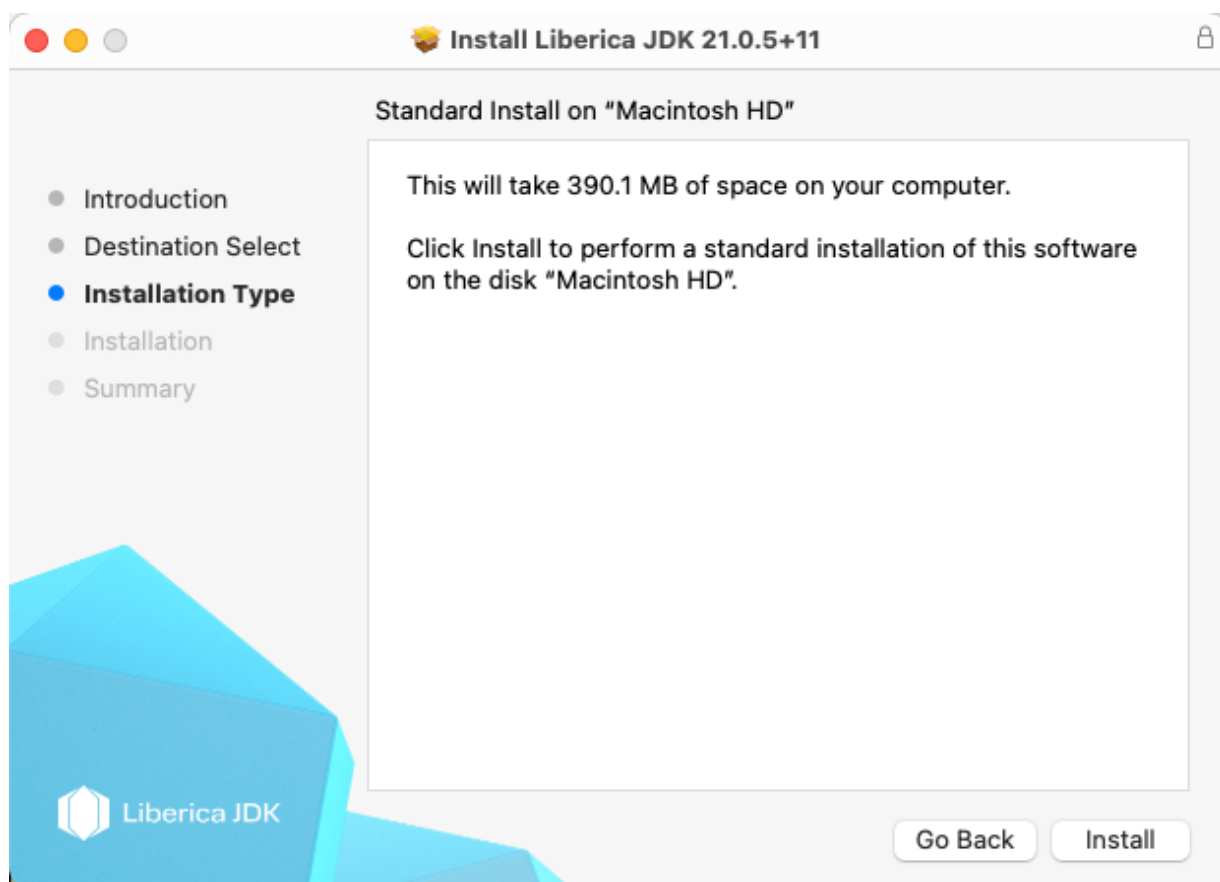 Install Liberica JDK 21.0.5+11
Standard Install on “Macintosh HD”
Introduction
Destination Select
Installation Type
Installation
Summary
This will take 390.1 MB of space on your computer.
Click Install to perform a standard installation of this software
on the disk “Macintosh HD”.
Liberica JDK
Go Back
Install